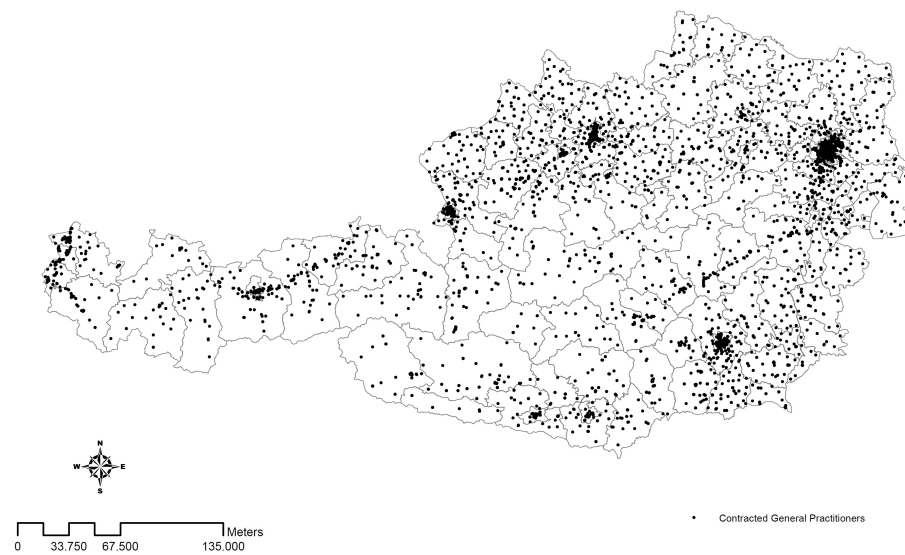 N
W E
S
Meters
0 33.750 67.500 135.000
Contracted General Practitioners